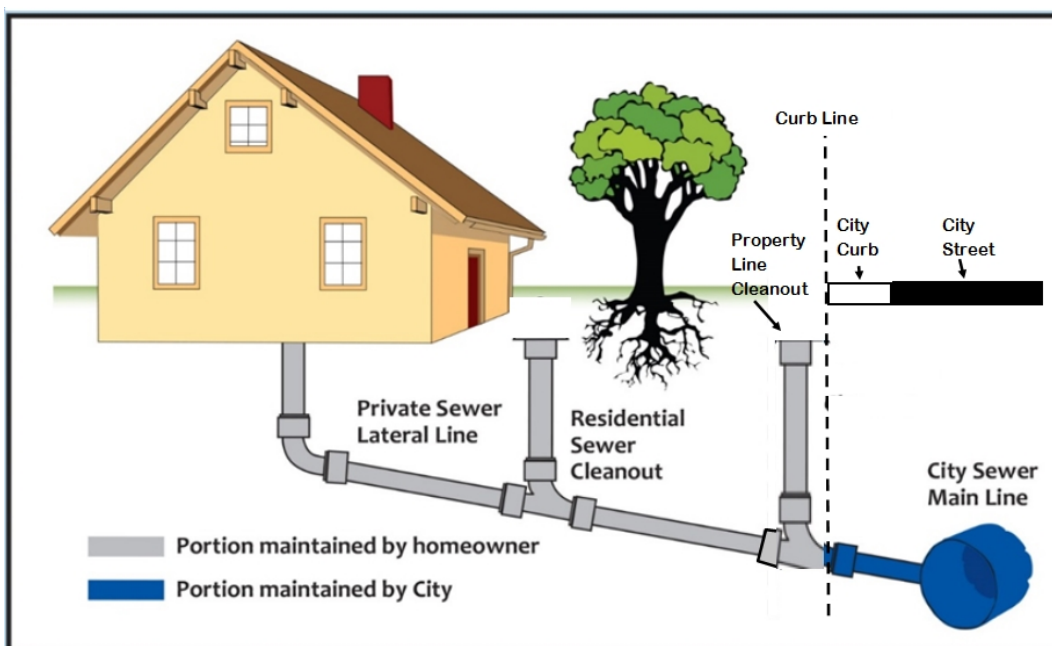 Curb Line
City
Curb
City
Street
Property
Line
Cleanout
Private Sewer
Lateral Line
Residential
Sewer
Cleanout
City Sewer
Main Line
Portion maintained by homeowner
Portion maintained by City